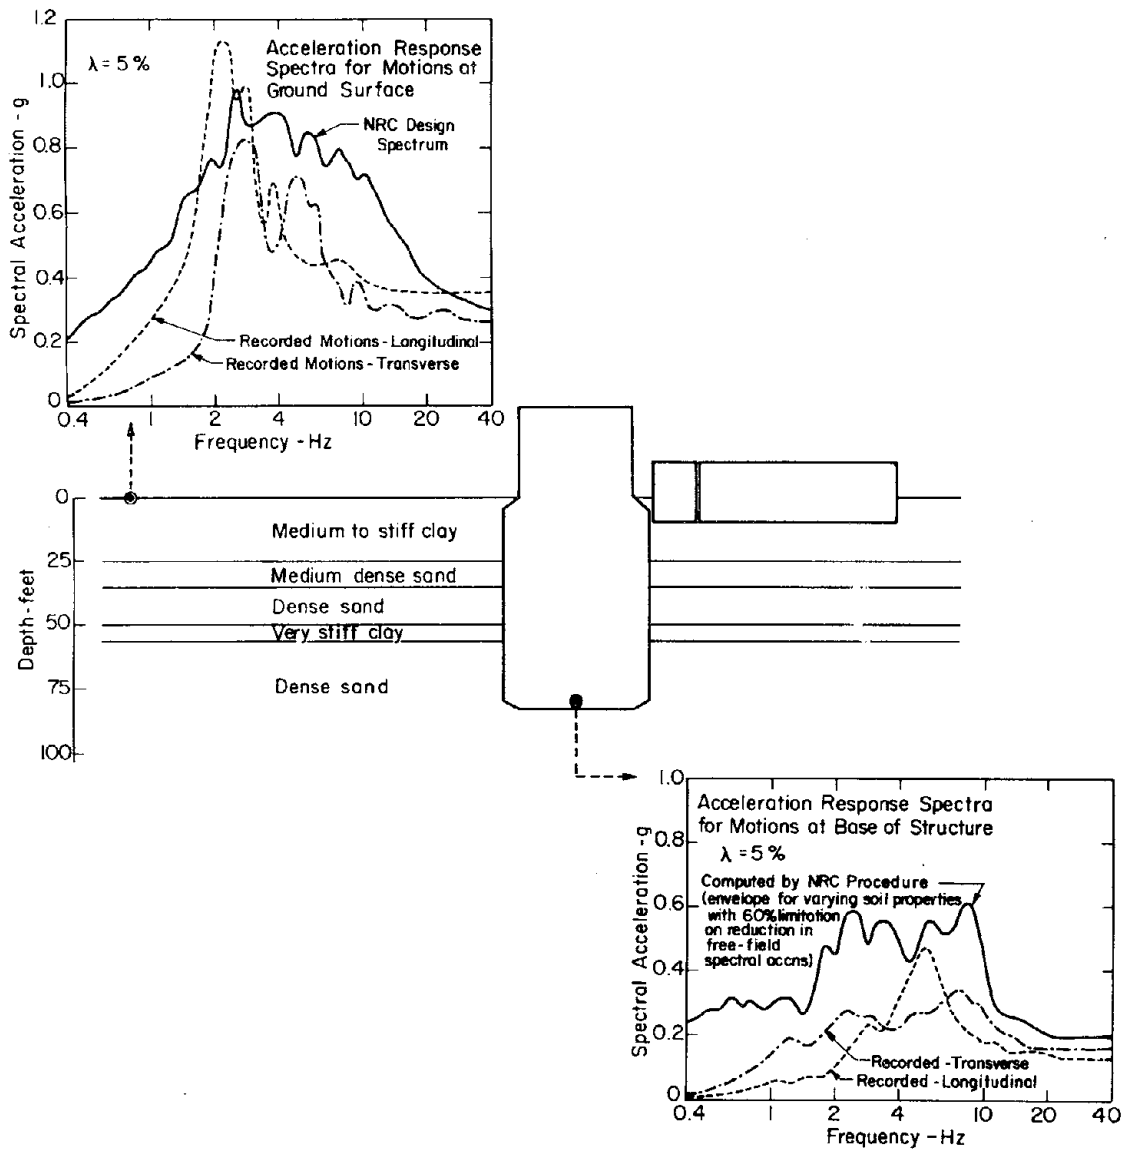 1.2
1.0
0.8
0.6
0.4
0.2
0
Spectral Acceleration - g
λ = 5 %
Acceleration Response
Spectra for Motions at
Ground Surface
NRC Design
Spectrum
Recorded Motions - Longitudinal
Recorded Motions - Transverse
0.4 1 2 4 10 20 40
Frequency - Hz
0
25
50
75
100
Depth - feet
Medium to stiff clay
Medium dense sand
Dense sand
Very stiff clay
Dense sand
1.0
0.8
0.6
0.4
0.2
0
Spectral Acceleration - g
Acceleration Response Spectra
for Motions at Base of Structure
λ = 5 %
Computed by NRC Procedure
(envelope for varying soil properties
with 60% limitation
on reduction in
free-field
spectral accns)
Recorded - Transverse
Recorded - Longitudinal
0.4 1 2 4 10 20 40
Frequency - Hz